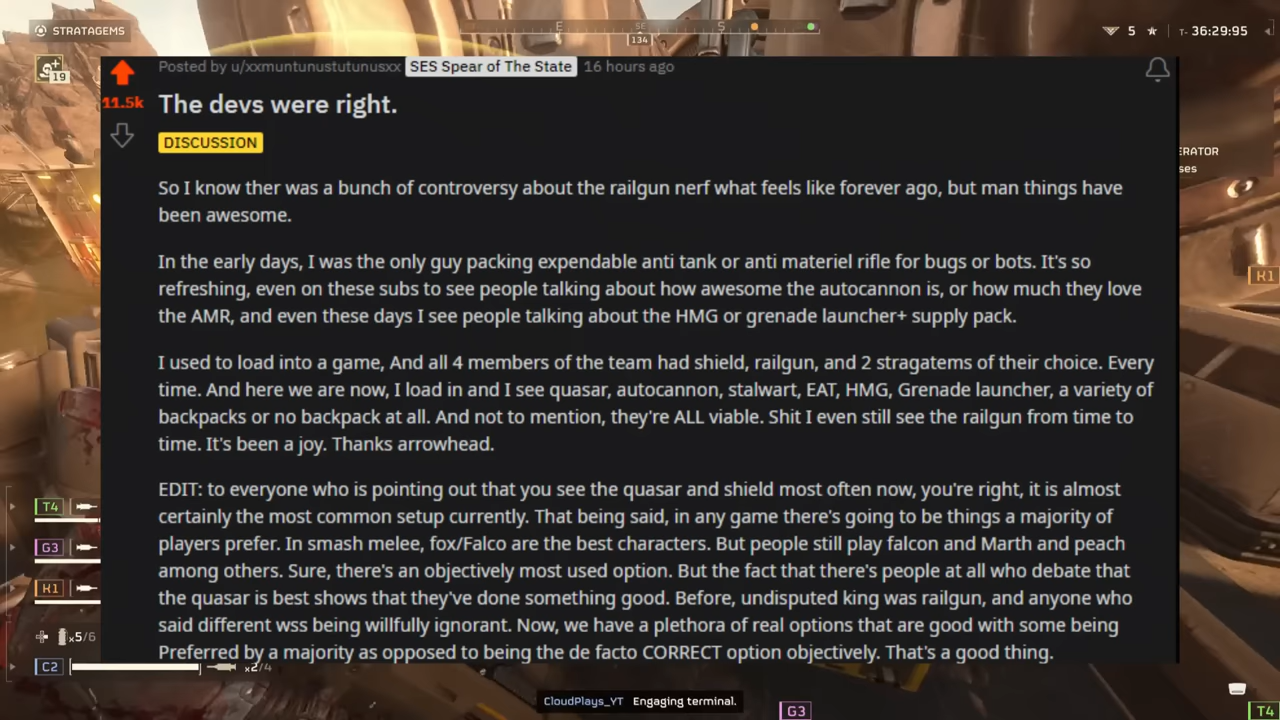 STRATAGEMS
E
SE
S
134
5
T- 36:29:95
19
Posted by u/xxmuntunustutunusxx SES Spear of The State 16 hours ago
11.5k
The devs were right.
DISCUSSION
ERATOR
ses
So I know ther was a bunch of controversy about the railgun nerf what feels like forever ago, but man things have
been awesome.
In the early days, I was the only guy packing expendable anti tank or anti materiel rifle for bugs or bots. It's so
refreshing, even on these subs to see people talking about how awesome the autocannon is, or how much they love
the AMR, and even these days I see people talking about the HMG or grenade launcher+ supply pack.
K1
I used to load into a game, And all 4 members of the team had shield, railgun, and 2 stragatems of their choice. Every
time. And here we are now, I load in and I see quasar, autocannon, stalwart, EAT, HMG, Grenade launcher, a variety of
backpacks or no backpack at all. And not to mention, they're ALL viable. Shit I even still see the railgun from time to
time. It's been a joy. Thanks arrowhead.
EDIT: to everyone who is pointing out that you see the quasar and shield most often now, you're right, it is almost
certainly the most common setup currently. That being said, in any game there's going to be things a majority of
players prefer. In smash melee, fox/Falco are the best characters. But people still play falcon and Marth and peach
among others. Sure, there's an objectively most used option. But the fact that there's people at all who debate that
the quasar is best shows that they've done something good. Before, undisputed king was railgun, and anyone who
said different wss being willfully ignorant. Now, we have a plethora of real options that are good with some being
Preferred by a majority as opposed to being the de facto CORRECT option objectively. That's a good thing.
T4
G3
K1
x5/6
C2
x2/4
CloudPlays_YT Engaging terminal.
G3
T4